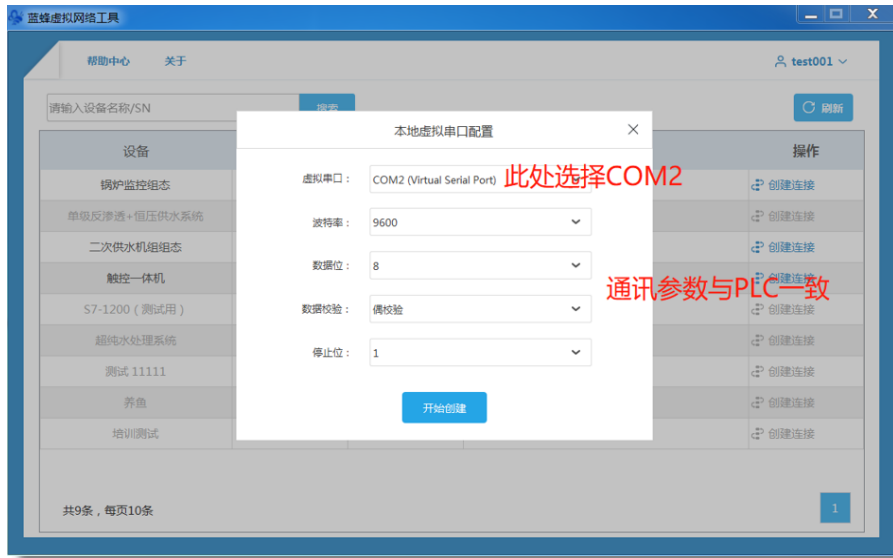 蓝蜂虚拟网络工具
帮助中心 关于 test001
请输入设备名称/SN 搜索 刷新
本地虚拟串口配置
设备 操作
虚拟串口： COM2 (Virtual Serial Port) 此处选择COM2
锅炉监控组态 创建连接
单级反渗透+恒压供水系统 创建连接
波特率： 9600
二次供水机组组态 创建连接
数据位： 8
触控一体机 创建连接
通讯参数与PLC一致
S7-1200（测试用） 创建连接
数据校验： 偶校验
超纯水处理系统 创建连接
停止位： 1
测试 11111 创建连接
养鱼 创建连接
开始创建
培训测试 创建连接
共9条，每页10条 1